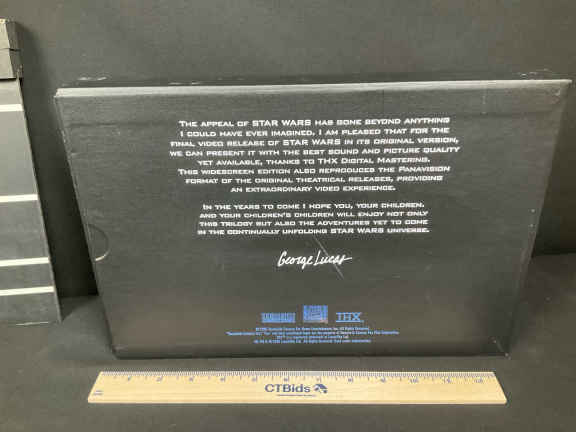 THE APPEAL OF STAR WARS HAS GONE BEYOND ANYTHING
I COULD HAVE EVER IMAGINED. I AM PLEASED THAT FOR THE
FINAL VIDEO RELEASE OF STAR WARS IN ITS ORIGINAL VERSION,
WE CAN PRESENT IT WITH THE BEST SOUND AND PICTURE QUALITY
YET AVAILABLE, THANKS TO THX DIGITAL MASTERING.
THIS WIDESCREEN EDITION ALSO REPRODUCES THE PANAVISION
FORMAT OF THE ORIGINAL THEATRICAL RELEASES, PROVIDING
AN EXTRAORDINARY VIDEO EXPERIENCE.
IN THE YEARS TO COME I HOPE YOU, YOUR CHILDREN,
AND YOUR CHILDREN'S CHILDREN WILL ENJOY NOT ONLY
THIS TRILOGY BUT ALSO THE ADVENTURES YET TO COME
IN THE CONTINUALLY UNFOLDING STAR WARS UNIVERSE.
George Lucas
THX
CTBids